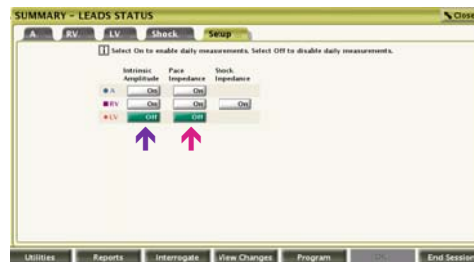 SUMMARY - LEADS STATUS
Close
A RV LV Shock Setup
i Select On to enable daily measurements. Select Off to disable daily measurements.
Intrinsic Amplitude Pace Impedance Shock Impedance
A On On
RV On On On
LV Off Off
Utilities Reports Interrogate View Changes Program End Session